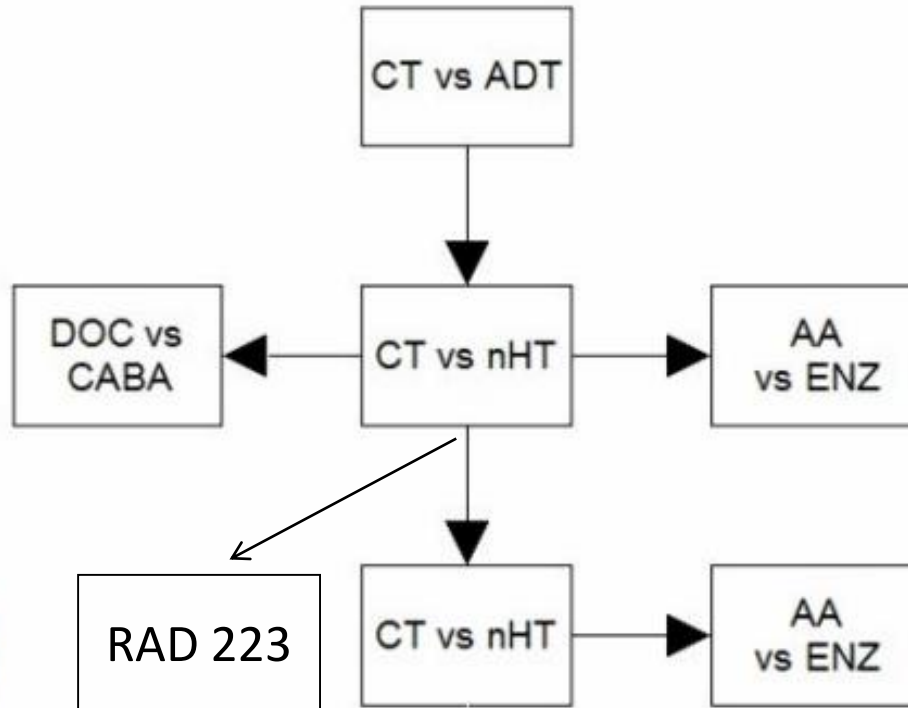 CT vs ADT
DOC vs
CABA
CT vs nHT
AA
vs ENZ
RAD 223
CT vs nHT
AA
vs ENZ